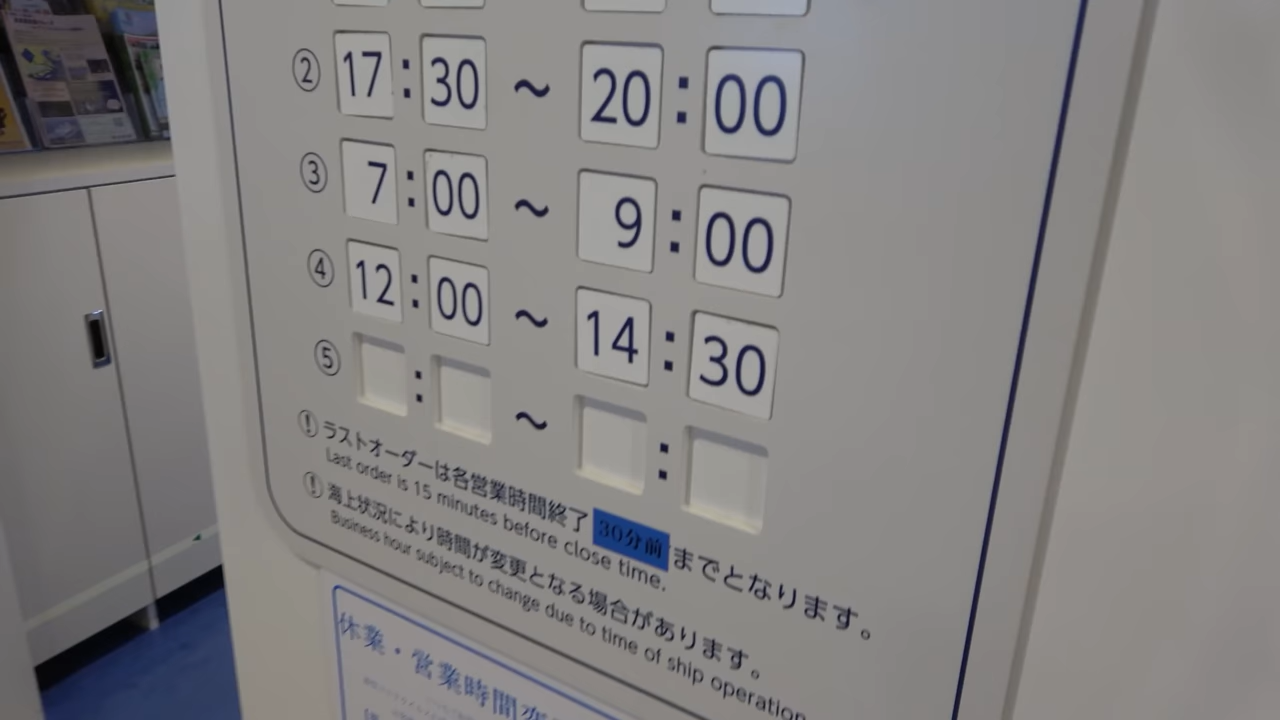 ② 17:30 ~ 20:00
③ 7:00 ~ 9:00
④ 12:00 ~ 14:30
⑤ : ~ :
! ラストオーダーは各営業時間終了 30分前 までとなります。
Last order is 15 minutes before close time.
! 海上状況により時間が変更となる場合があります。
Business hour subject to change due to time of ship operation
休業・営業時間変